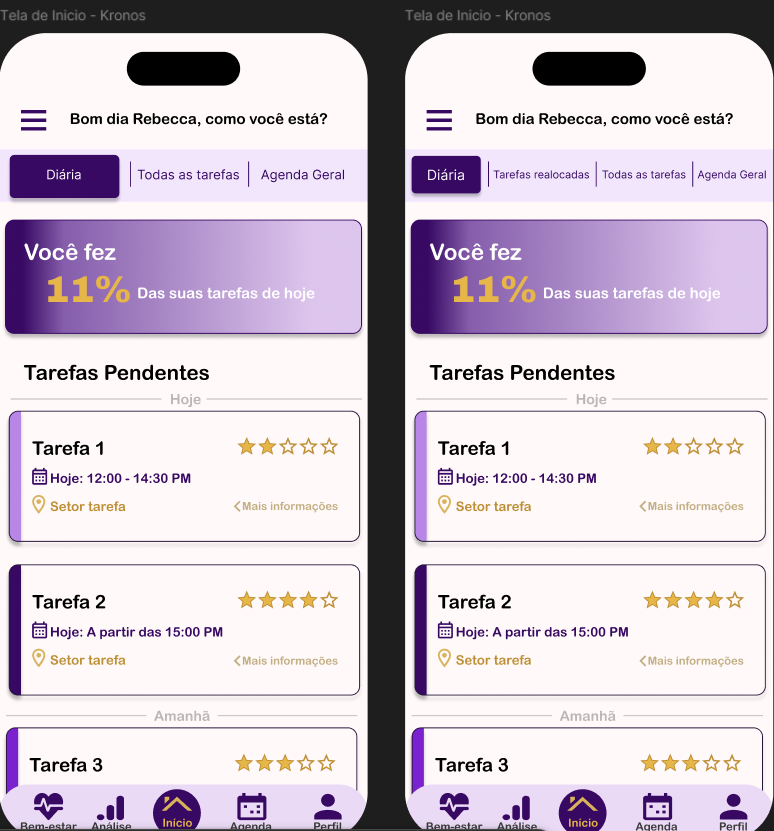 Tela de Inicio - Kronos
Bom dia Rebecca, como você está?
Diária
Todas as tarefas
Agenda Geral
Você fez
11% Das suas tarefas de hoje
Tarefas Pendentes
Hoje
Tarefa 1
Hoje: 12:00 - 14:30 PM
Setor tarefa
Mais informações
Tarefa 2
Hoje: A partir das 15:00 PM
Setor tarefa
Mais informações
Amanhã
Tarefa 3
Bem-estar
Análise
Início
Agenda
Perfil
Tela de Inicio - Kronos
Bom dia Rebecca, como você está?
Diária
Tarefas realocadas
Todas as tarefas
Agenda Geral
Você fez
11% Das suas tarefas de hoje
Tarefas Pendentes
Hoje
Tarefa 1
Hoje: 12:00 - 14:30 PM
Setor tarefa
Mais informações
Tarefa 2
Hoje: A partir das 15:00 PM
Setor tarefa
Mais informações
Amanhã
Tarefa 3
Bem-estar
Análise
Início
Agenda
Perfil